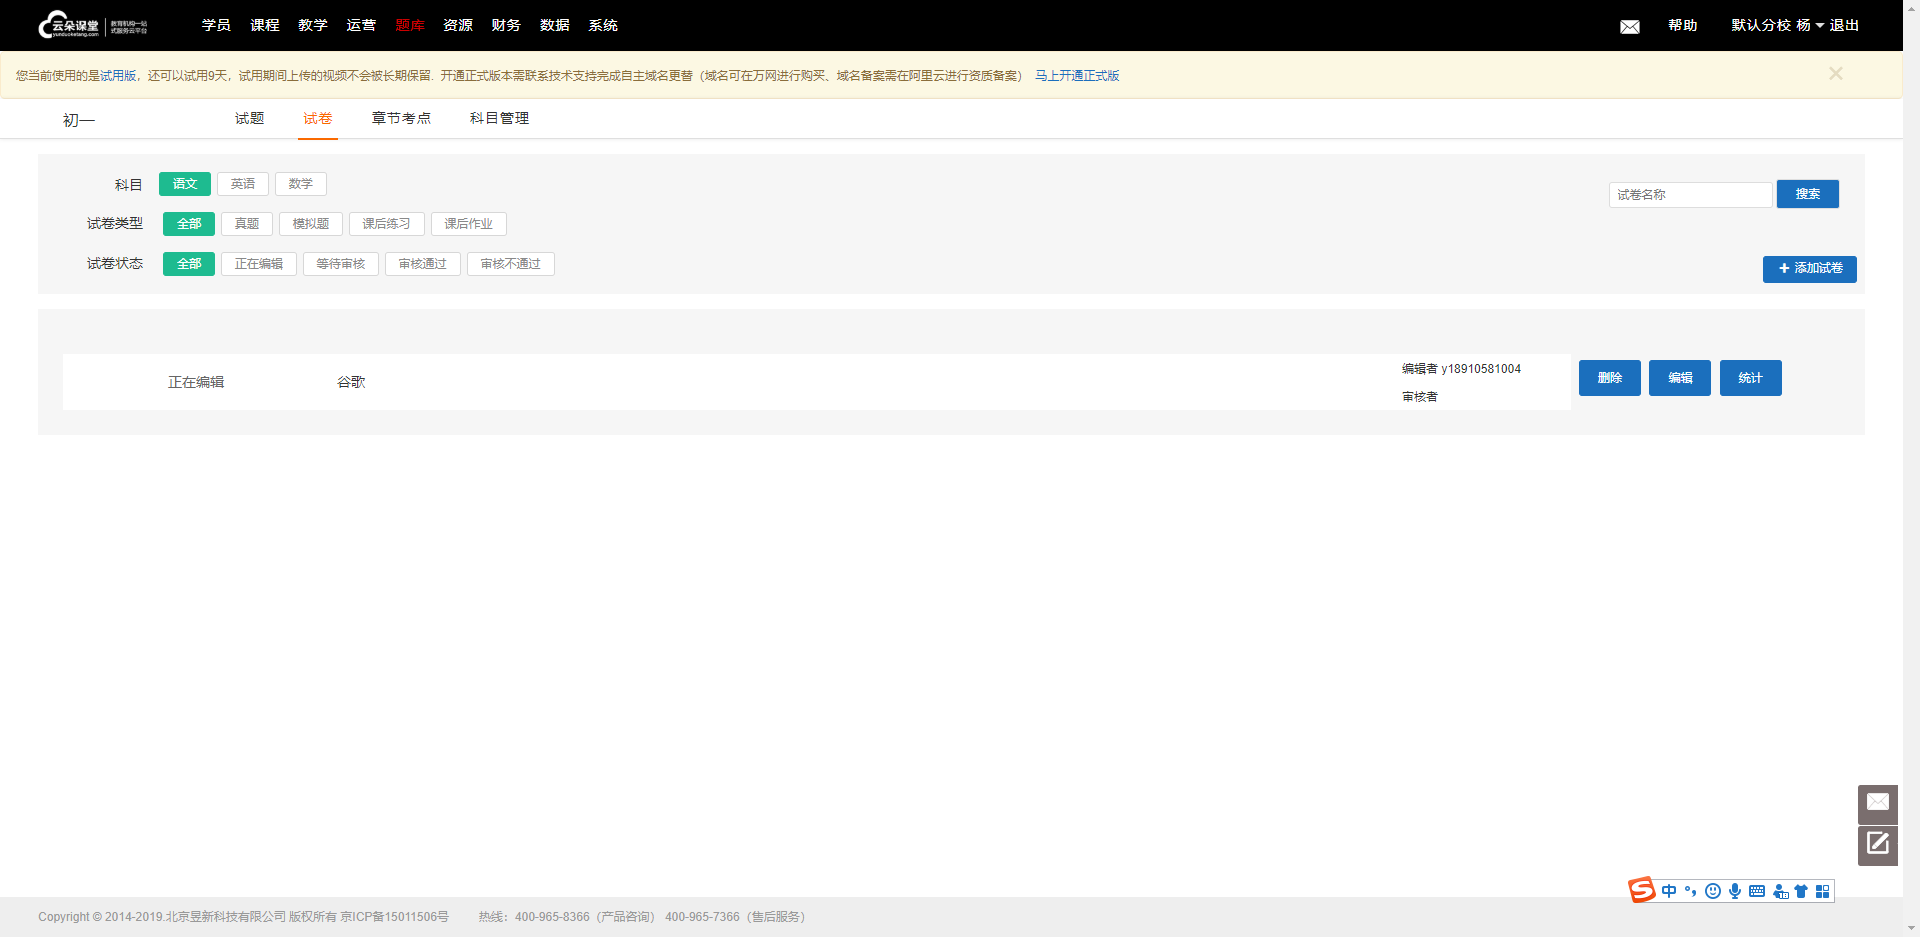 云朵课堂 yunduoketang.com 教育机构一站式服务云平台 学员 课程 教学 运营 题库 资源 财务 数据 系统 帮助 默认分校 杨 退出
您当前使用的是试用版，还可以试用9天，试用期间上传的视频不会被长期保留. 开通正式版本需联系技术支持完成自主域名更替（域名可在万网进行购买、域名备案需在阿里云进行资质备案） 马上开通正式版
初一 试题 试卷 章节考点 科目管理
科目 语文 英语 数学
试卷名称 搜索
试卷类型 全部 真题 模拟题 课后练习 课后作业
试卷状态 全部 正在编辑 等待审核 审核通过 审核不通过
添加试卷
正在编辑 谷歌 编辑者 y18910581004 删除 编辑 统计
审核者
中
Copyright © 2014-2019.北京昱新科技有限公司 版权所有 京ICP备15011506号 热线：400-965-8366（产品咨询） 400-965-7366（售后服务）